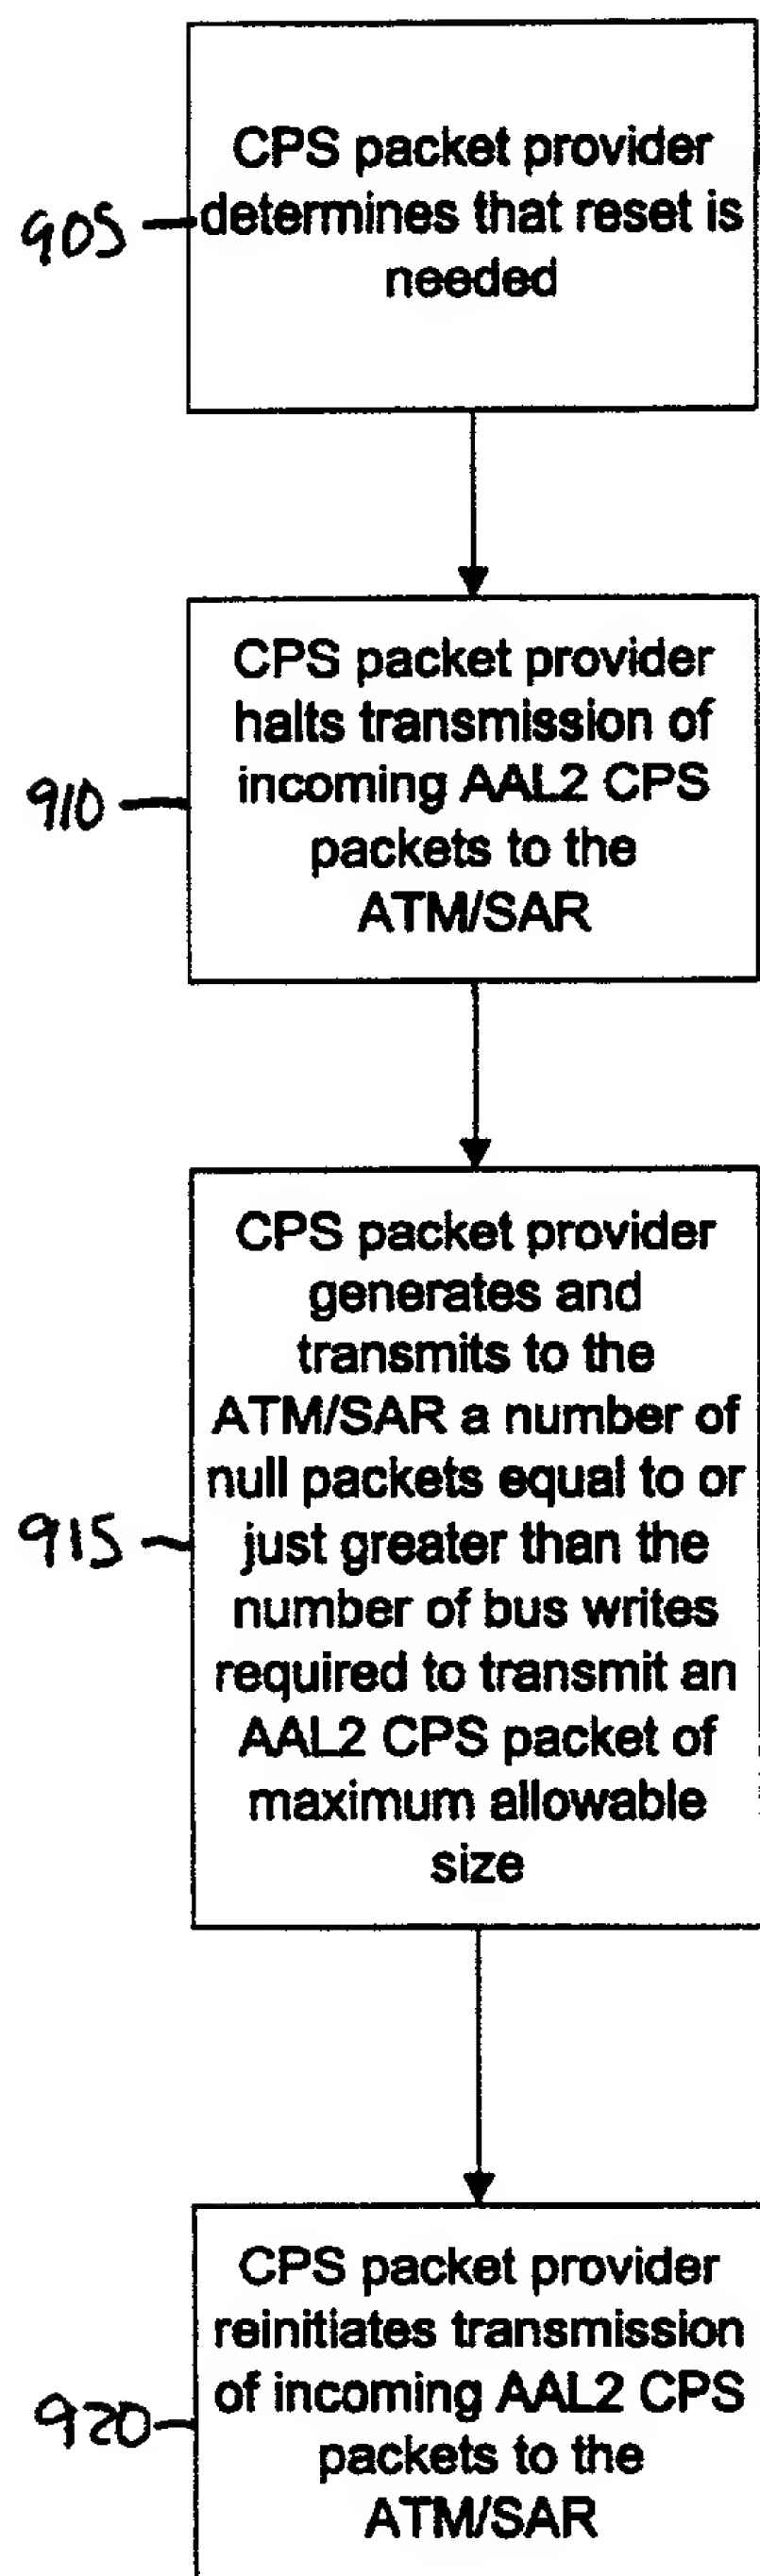 CPS packet provider
905
determines that reset is
needed
CPS packet provider
halts transmission of
910
incoming AAL2 CPS
packets to the
ATM/SAR
CPS packet provider
generates and
transmits to the
ATM/SAR a number of
null packets equal to or
915
just greater than the
number of bus writes
required to transmit an
AAL2 CPS packet of
maximum allowable
size
CPS packet provider
reinitiates transmission
920
of incoming AAL2 CPS
packets to the
ATM/SAR